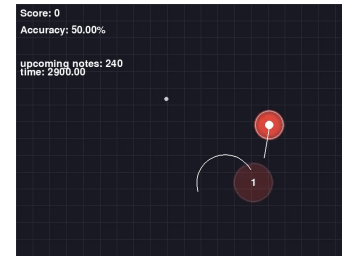 Score: 0
Accuracy: 50.00%
upcoming notes: 240
time: 2900.00
1